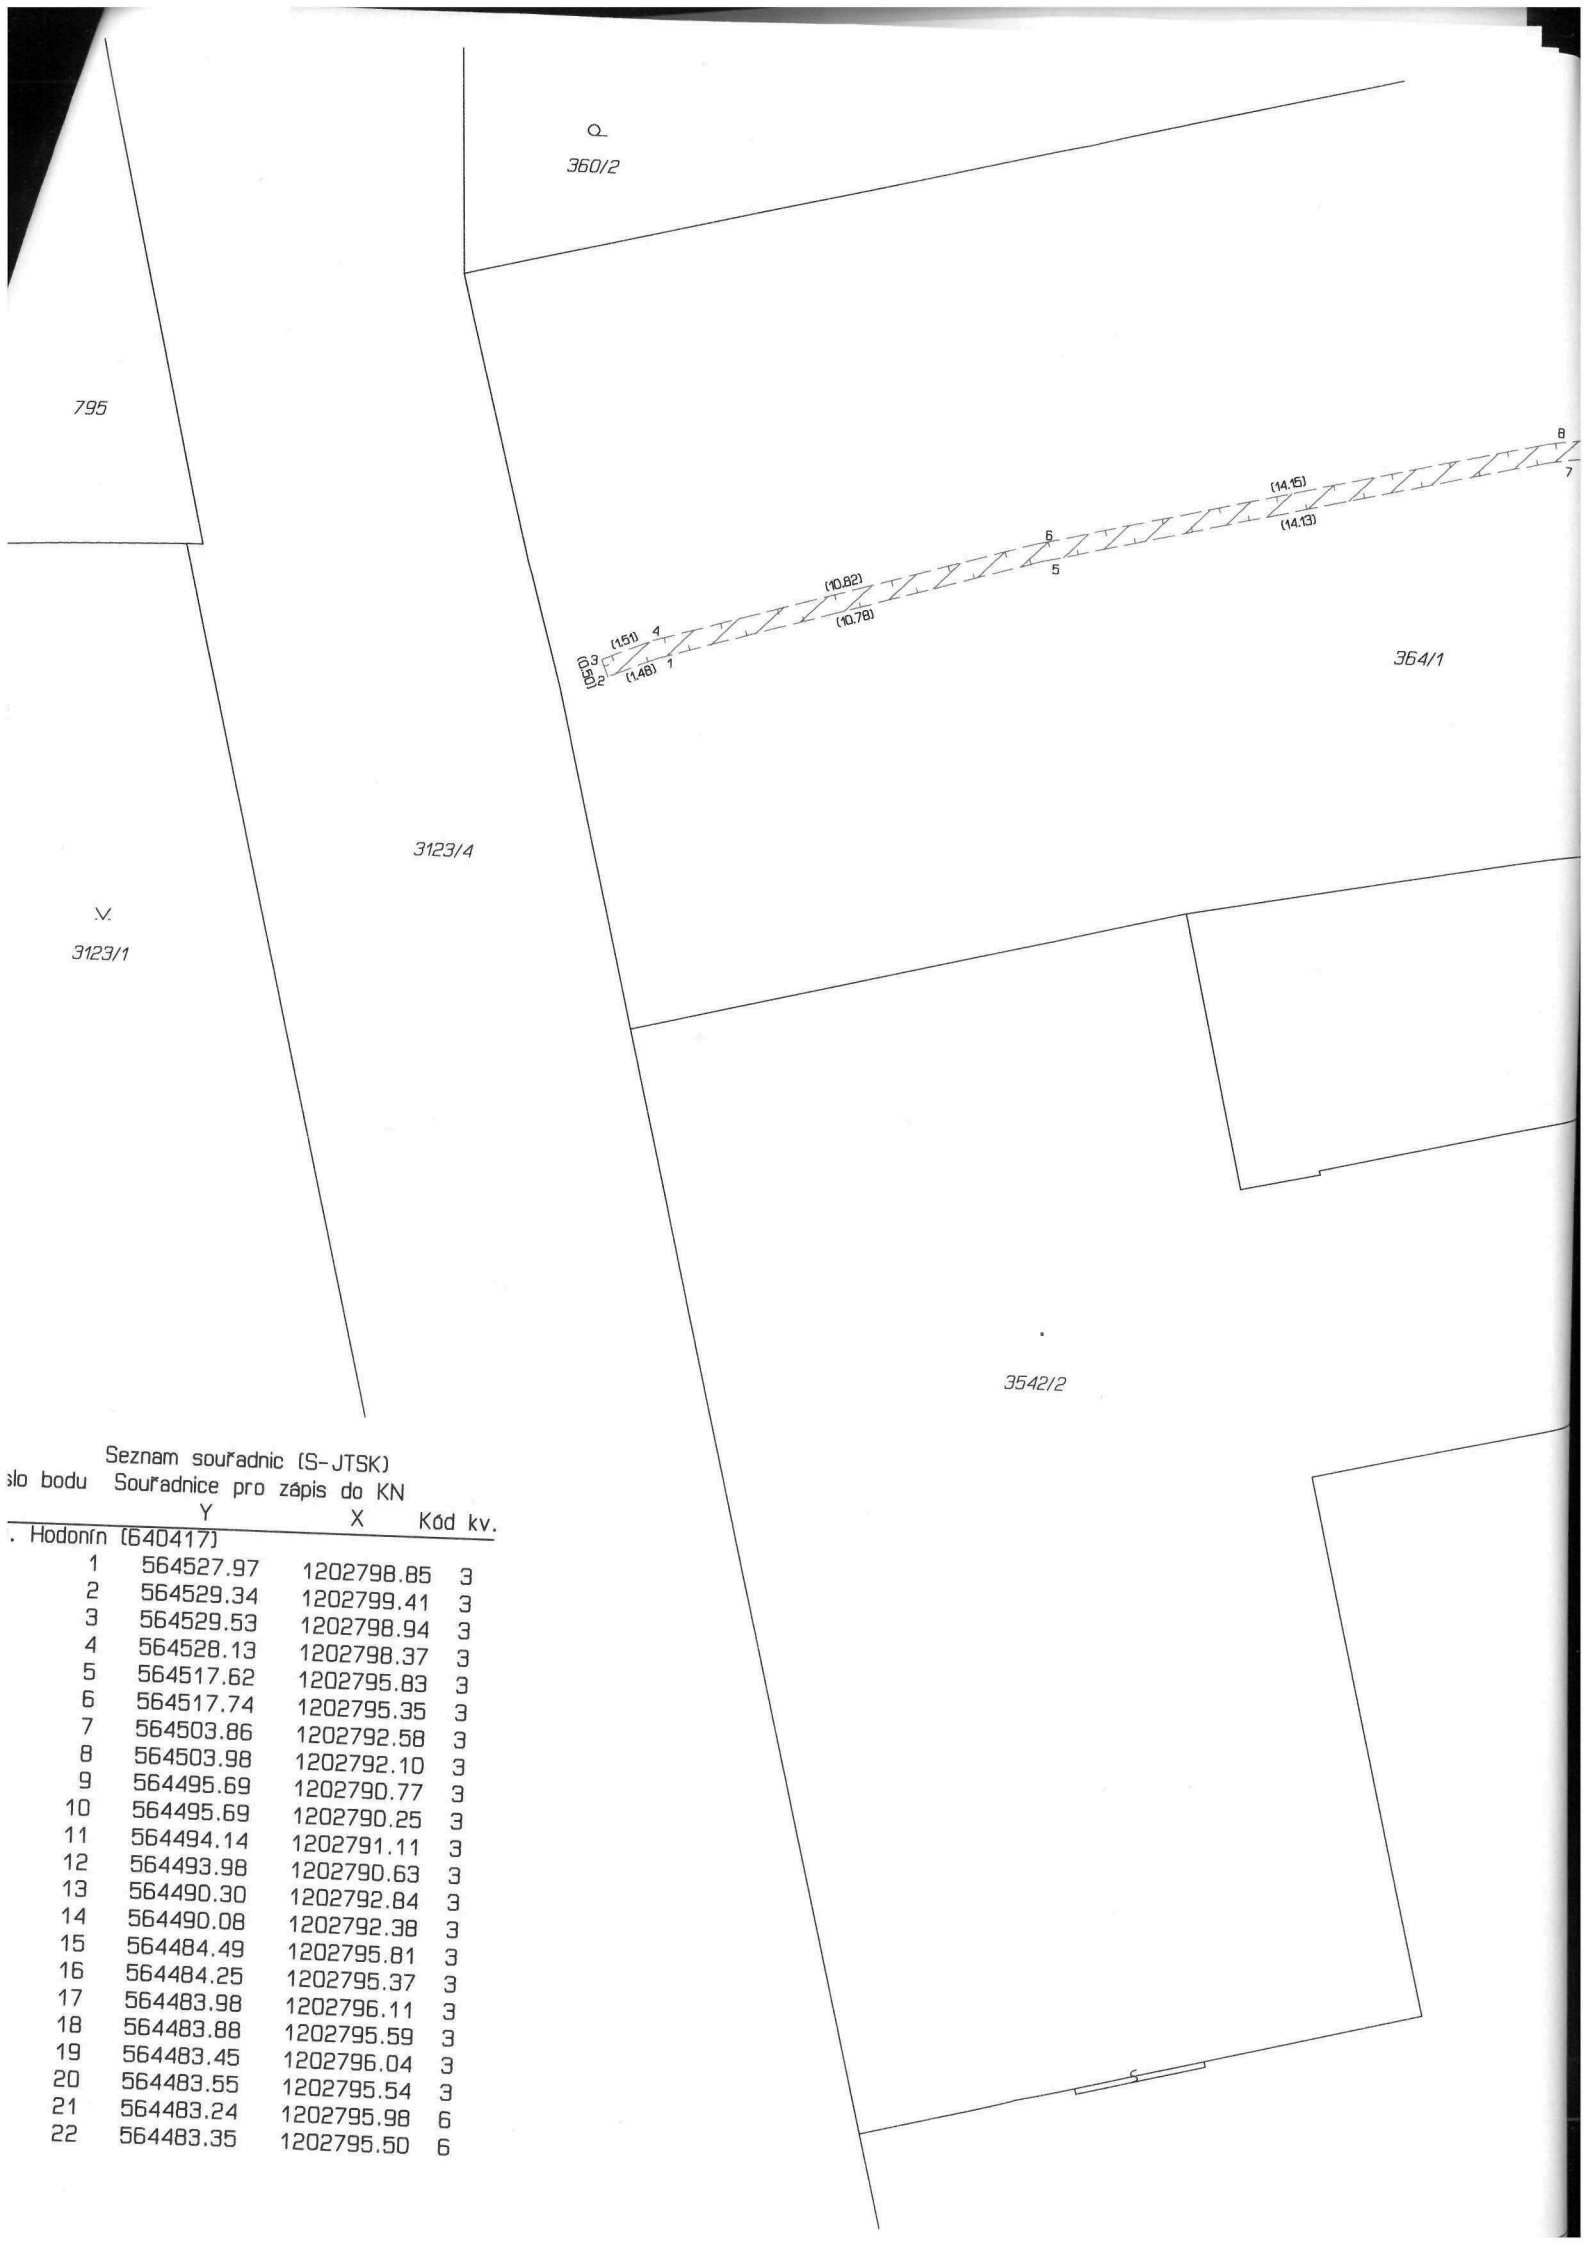 360/2
795
8
7
(14.15)
(14.13)
6
5
(10.82)
(10.78)
(1.51) 4
3
(0.50)
2
(1.48) 1
364/1
3123/4
3123/1
3542/2
Seznam souřadnic (S-JTSK)
slo bodu Souřadnice pro zápis do KN
Y X Kód kv.
. Hodonín (640417)
1 564527.97 1202798.85 3
2 564529.34 1202799.41 3
3 564529.53 1202798.94 3
4 564528.13 1202798.37 3
5 564517.62 1202795.83 3
6 564517.74 1202795.35 3
7 564503.86 1202792.58 3
8 564503.98 1202792.10 3
9 564495.69 1202790.77 3
10 564495.69 1202790.25 3
11 564494.14 1202791.11 3
12 564493.98 1202790.63 3
13 564490.30 1202792.84 3
14 564490.08 1202792.38 3
15 564484.49 1202795.81 3
16 564484.25 1202795.37 3
17 564483.98 1202796.11 3
18 564483.88 1202795.59 3
19 564483.45 1202796.04 3
20 564483.55 1202795.54 3
21 564483.24 1202795.98 6
22 564483.35 1202795.50 6